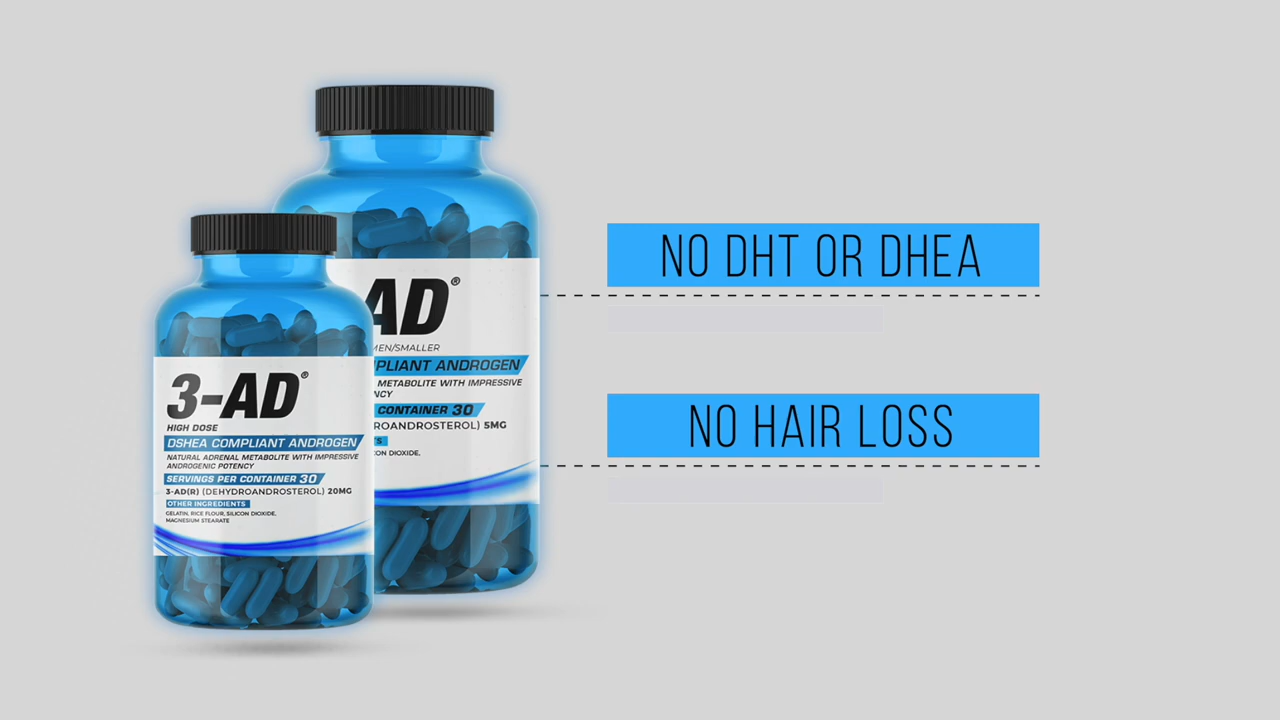 3-AD®
HIGH DOSE
DSHEA COMPLIANT ANDROGEN
NATURAL ADRENAL METABOLITE WITH IMPRESSIVE
ANDROGENIC POTENCY
SERVINGS PER CONTAINER 30
3-AD(R) (DEHYDROANDROSTEROL) 20MG
OTHER INGREDIENTS
GELATIN, RICE FLOUR, SILICON DIOXIDE,
MAGNESIUM STEARATE
AD®
MEN/SMALLER
PLIANT ANDROGEN
METABOLITE WITH IMPRESSIVE
NCY
CONTAINER 30
ROANDROSTEROL) 5MG
TS
CON DIOXIDE,
NO DHT OR DHEA
NO HAIR LOSS